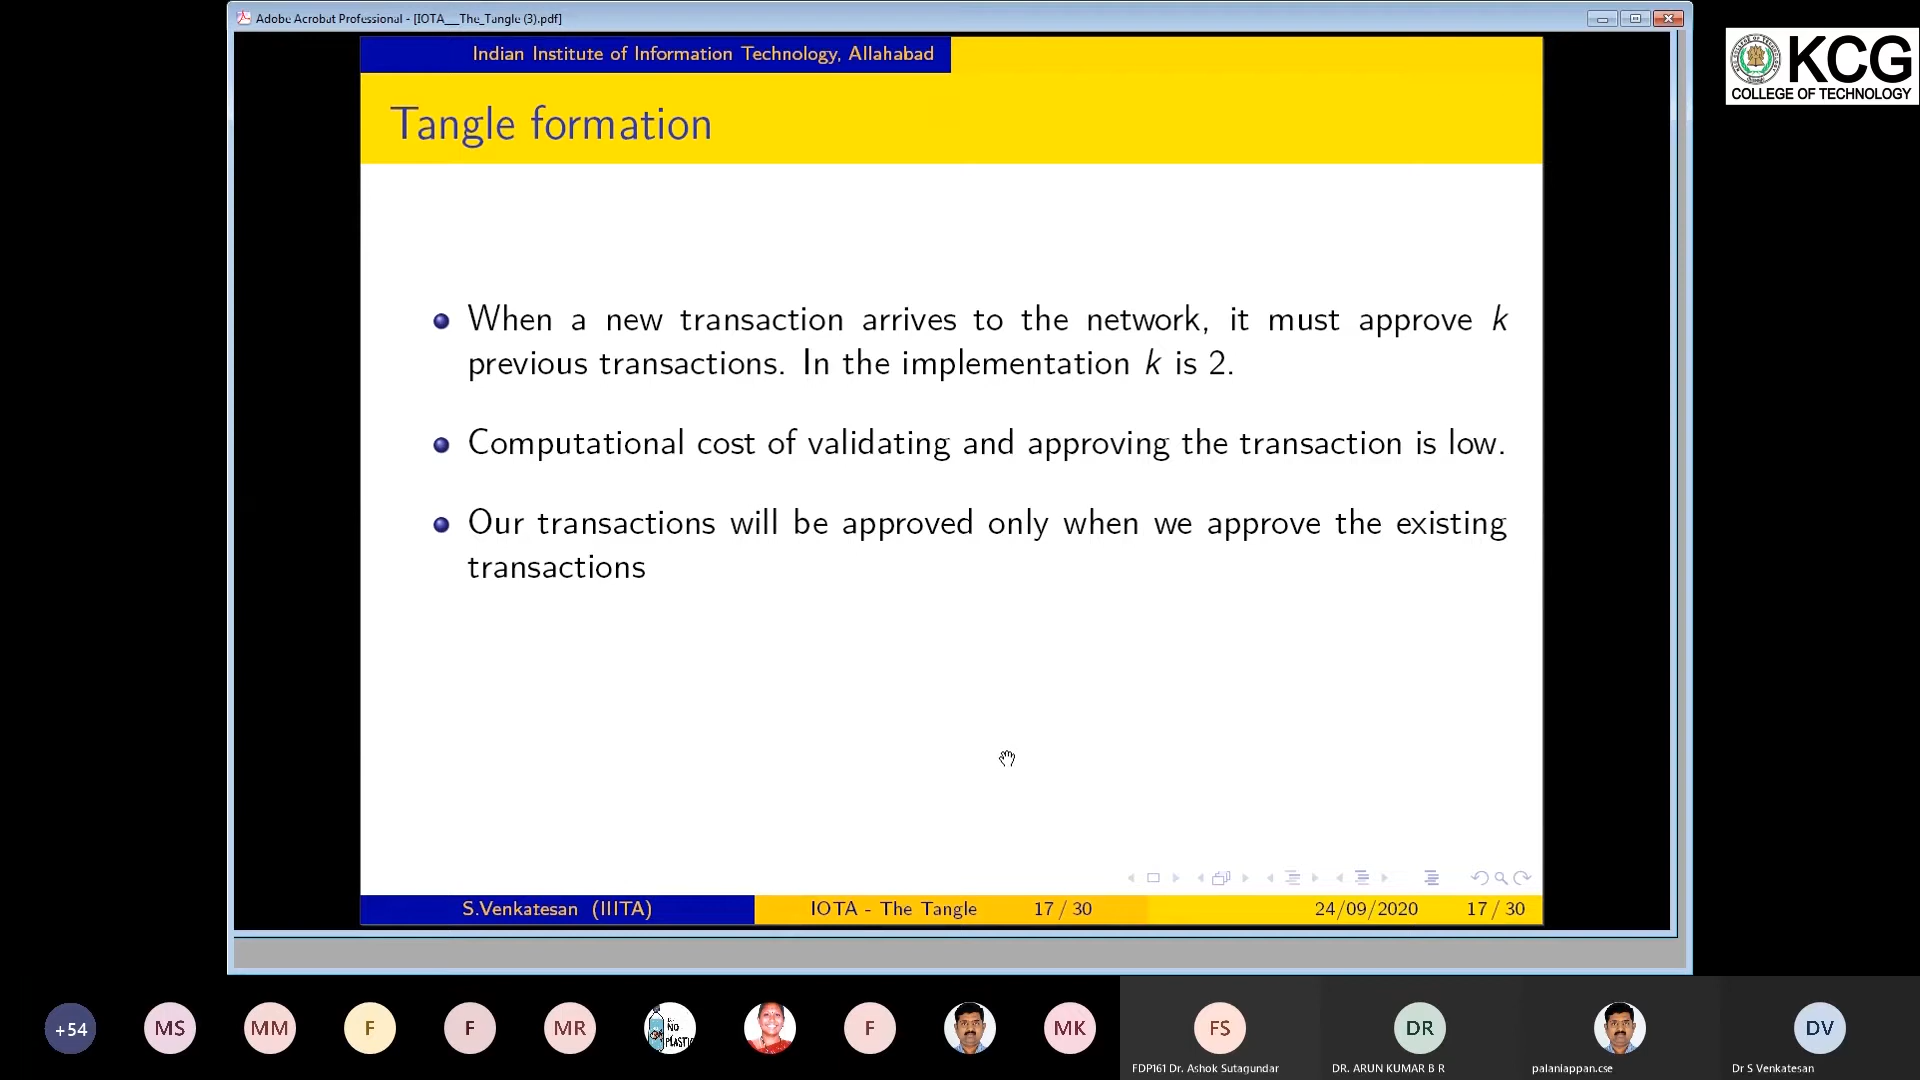 Adobe Acrobat Professional - [IOTA___The_Tangle (3).pdf]
KCG
COLLEGE OF TECHNOLOGY
Indian Institute of Information Technology, Allahabad
Tangle formation
When a new transaction arrives to the network, it must approve k
previous transactions. In the implementation k is 2.
Computational cost of validating and approving the transaction is low.
Our transactions will be approved only when we approve the existing
transactions
S.Venkatesan (IIITA)
IOTA - The Tangle
17 / 30
24/09/2020
17 / 30
+54
MS
MM
F
F
MR
NO
PLASTIC
F
MK
FS
DR
DV
FDP161 Dr. Ashok Sutagundar
DR. ARUN KUMAR B R
palaniappan.cse
Dr S Venkatesan